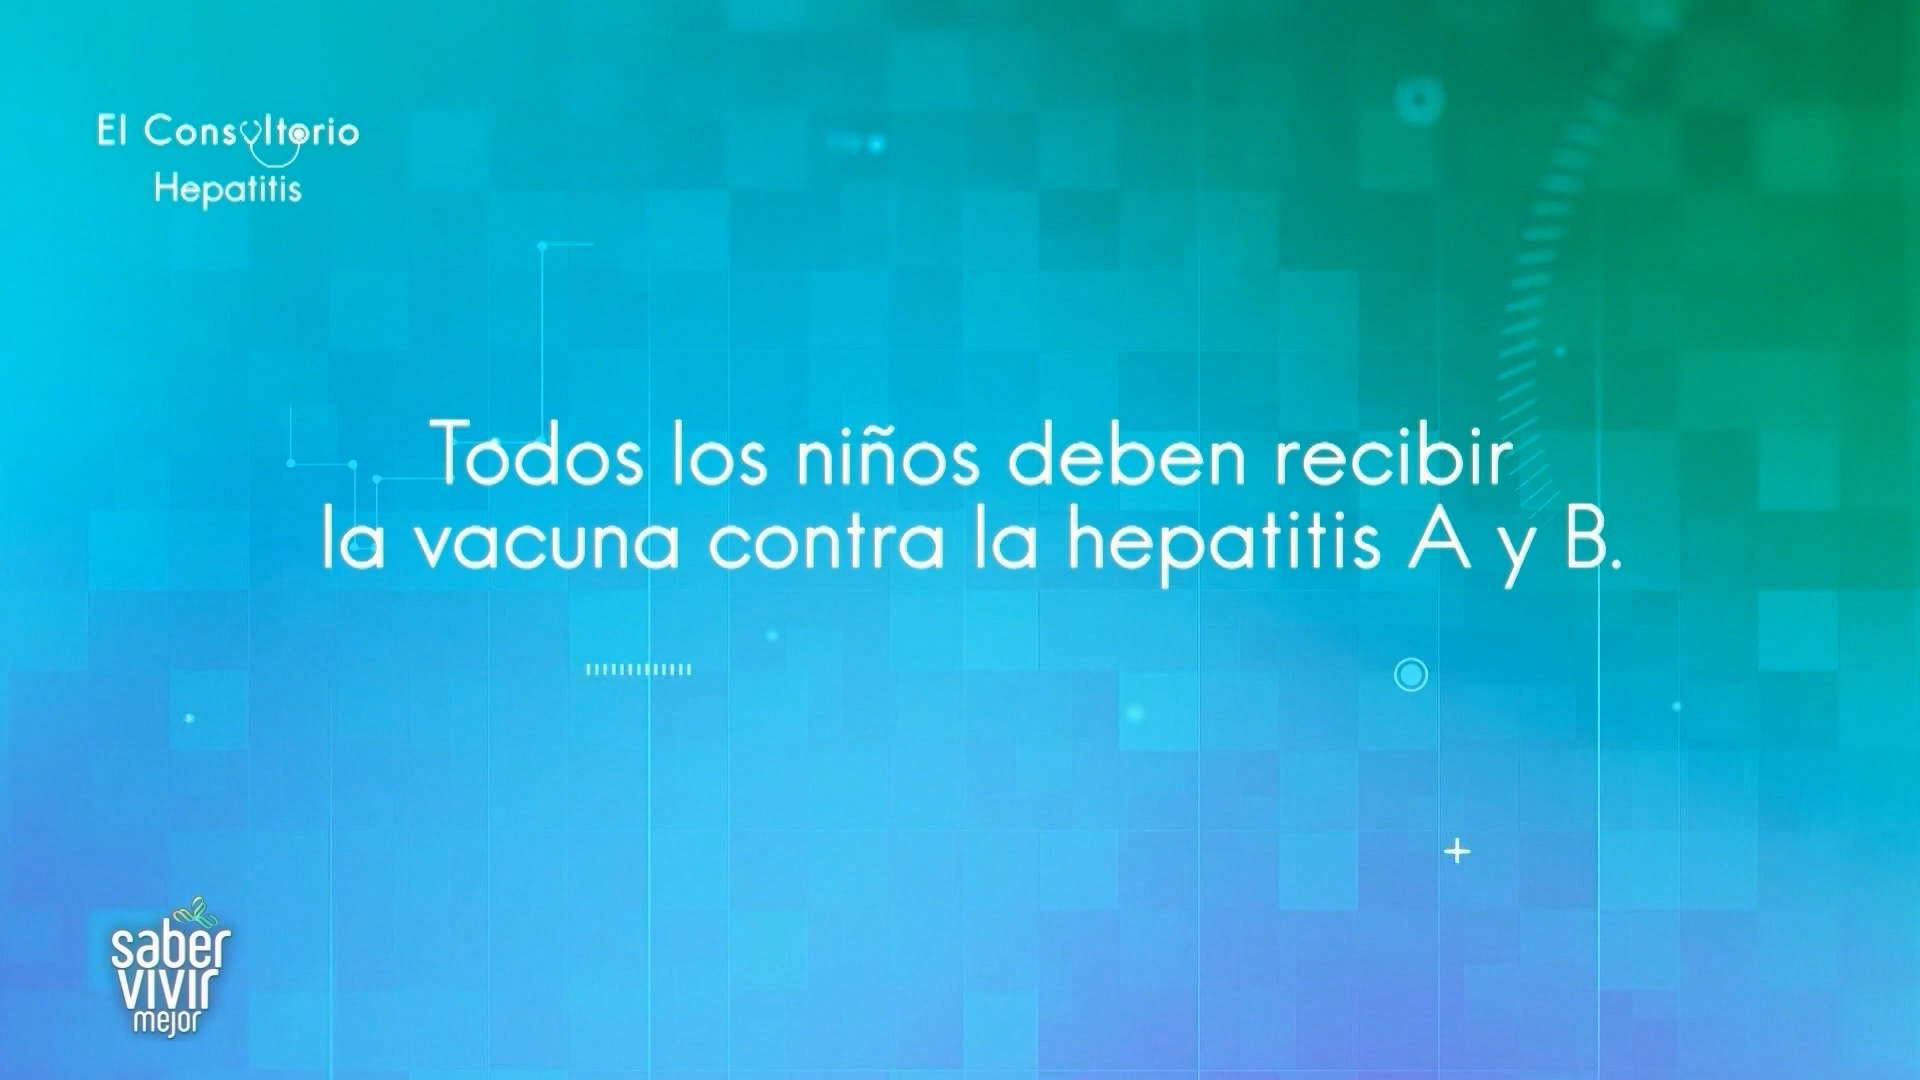 El Consultorio
Hepatitis
Todos los niños deben recibir
la vacuna contra la hepatitis A y B.
saber
vivir
mejor